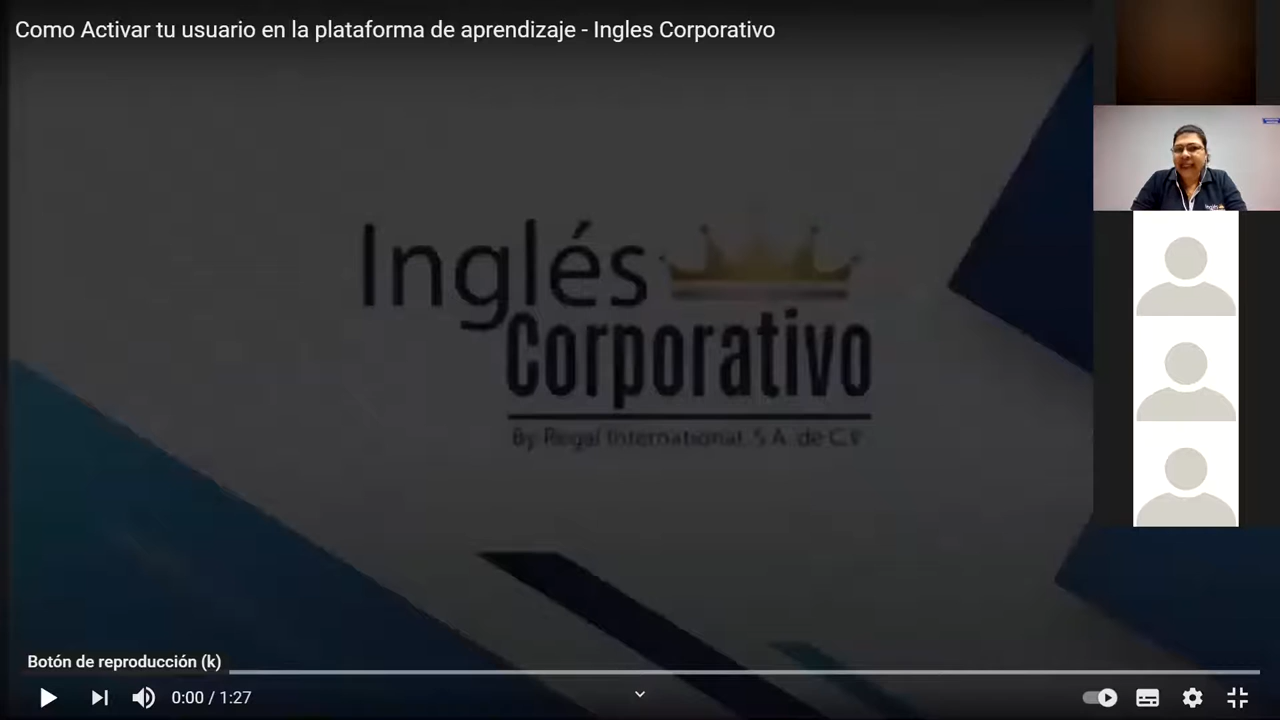 Como Activar tu usuario en la plataforma de aprendizaje - Ingles Corporativo
Inglés
Corporativo
By Regal International, S.A. de C.V.
Botón de reproducción (k)
0:00 / 1:27